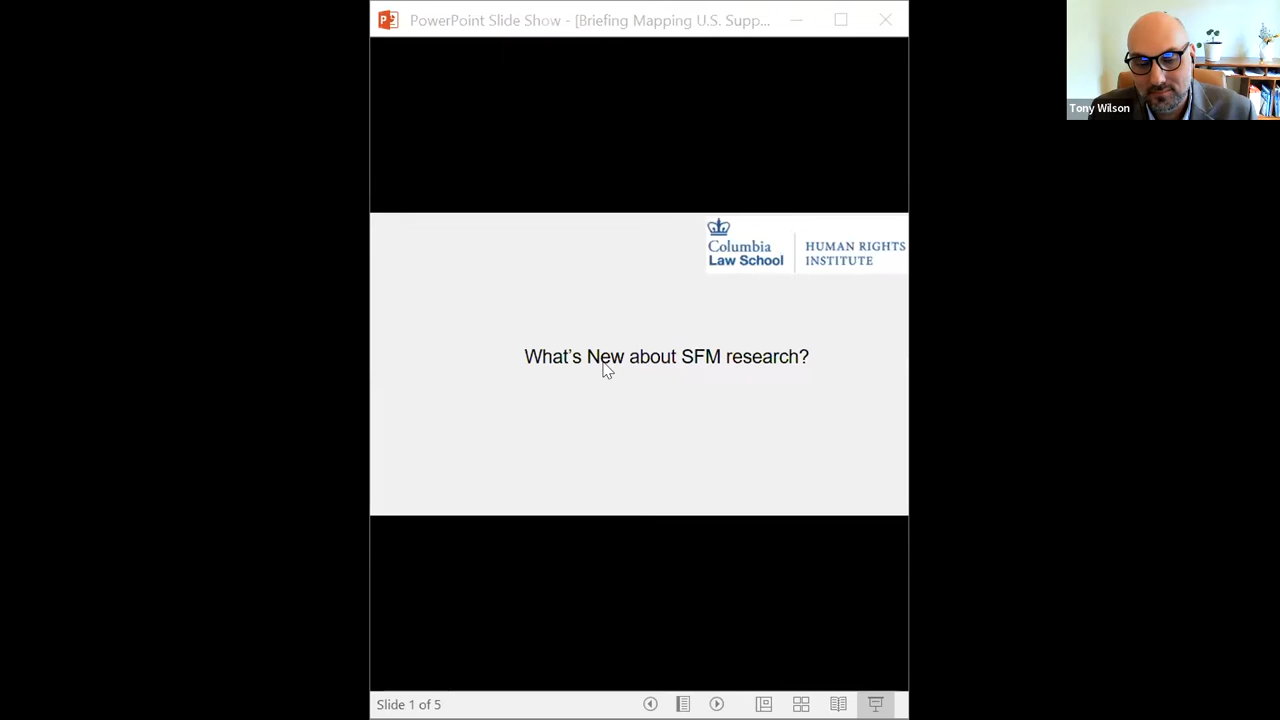 PowerPoint Slide Show - [Briefing Mapping U.S. Supp...
Tony Wilson
Columbia
Law School
HUMAN RIGHTS
INSTITUTE
What's New about SFM research?
Slide 1 of 5